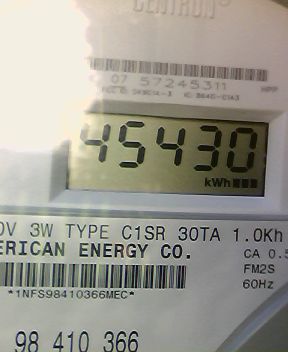 CENTRON®
07 57245311 HPP
45430
kWh
0V 3W TYPE C1SR 30TA 1.0Kh
ERICAN ENERGY CO.
CA 0.5
FM2S
60Hz
*1NFS98410366MEC*
98 410 366